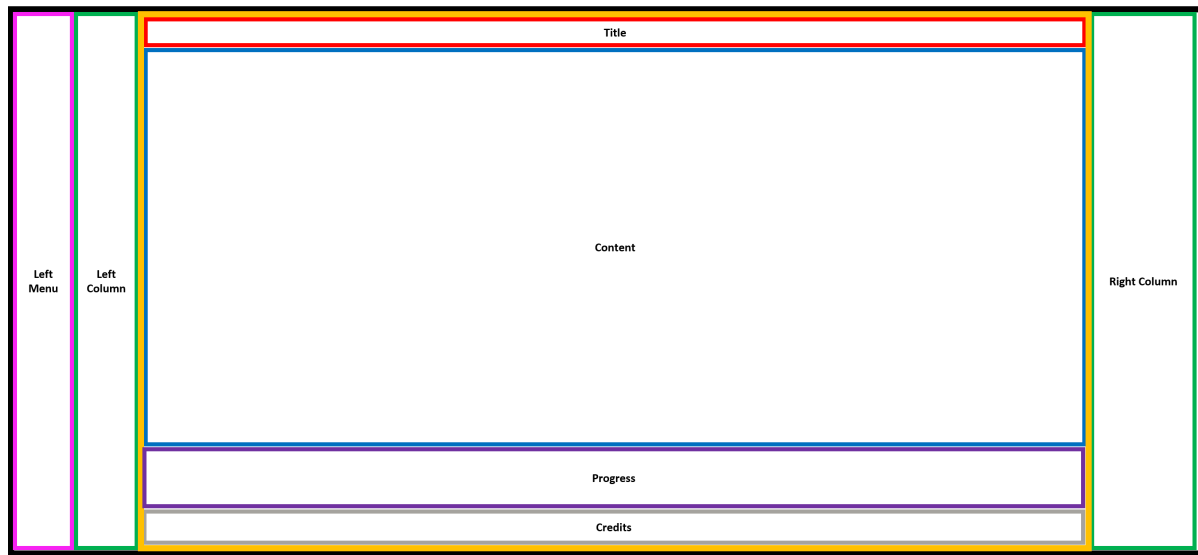 Title
Content
Left
Menu
Left
Column
Right Column
Progress
Credits